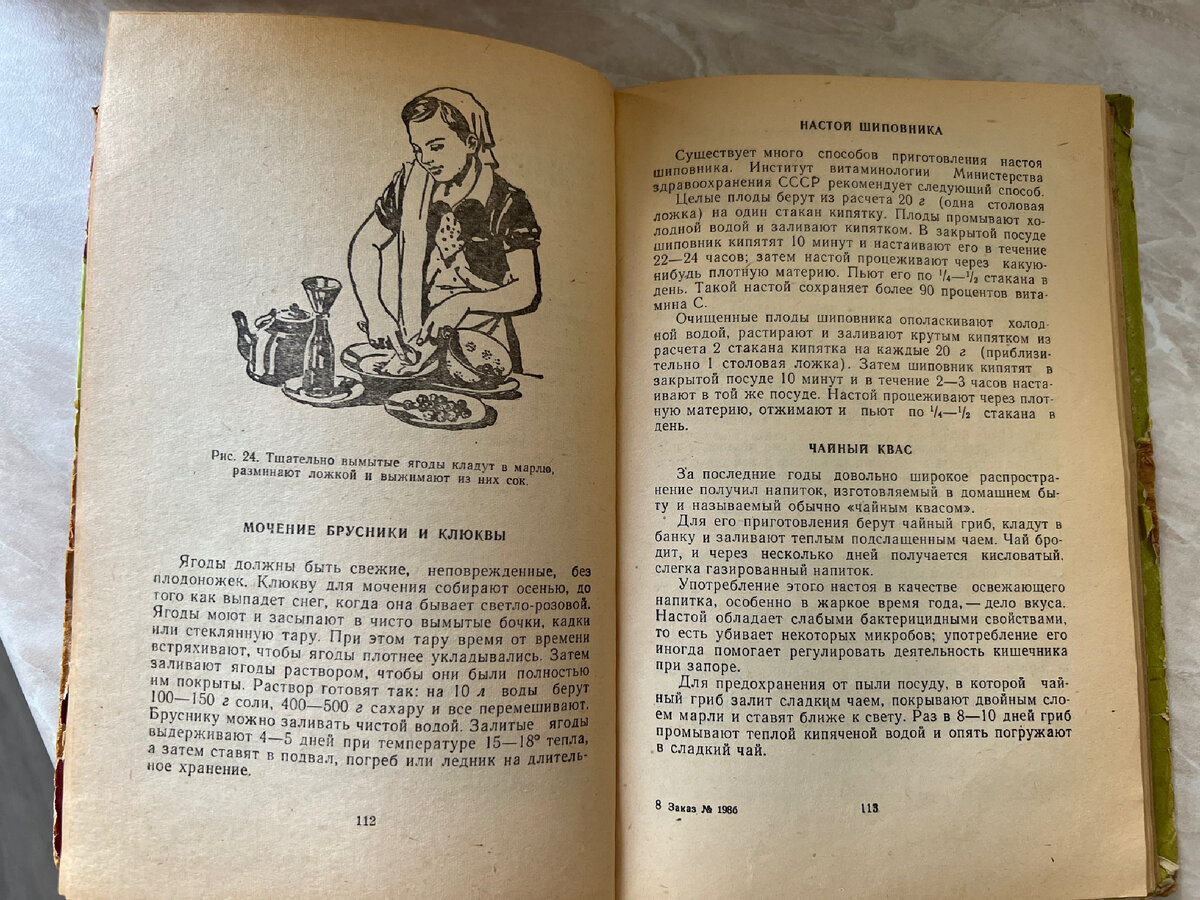 Рис. 24. Тщательно вымытые ягоды кладут в марлю,
разминают ложкой и выжимают из них сок.
МОЧЕНИЕ БРУСНИКИ И КЛЮКВЫ
Ягоды должны быть свежие, неповрежденные, без
плодоножек. Клюкву для мочения собирают осенью, до
того как выпадет снег, когда она бывает светло-розовой.
Ягоды моют и засыпают в чисто вымытые бочки, кадки
или стеклянную тару. При этом тару время от времени
встряхивают, чтобы ягоды плотнее укладывались. Затем
заливают ягоды раствором, чтобы они были полностью
им покрыты. Раствор готовят так: на 10 л воды берут
100—150 г соли, 400—500 г сахару и все перемешивают.
Бруснику можно заливать чистой водой. Залитые ягоды
выдерживают 4—5 дней при температуре 15—18° тепла,
а затем ставят в подвал, погреб или ледник на длитель-
ное хранение.
112
НАСТОЙ ШИПОВНИКА
Существует много способов приготовления настоя
шиповника. Институт витаминологии Министерства
здравоохранения СССР рекомендует следующий способ.
Целые плоды берут из расчета 20 г (одна столовая
ложка) на один стакан кипятку. Плоды промывают хо-
лодной водой и заливают кипятком. В закрытой посуде
шиповник кипятят 10 минут и настаивают его в течение
22—24 часов; затем настой процеживают через какую-
нибудь плотную материю. Пьют его по 1/4—1/2 стакана в
день. Такой настой сохраняет более 90 процентов вита-
мина С.
Очищенные плоды шиповника ополаскивают холод-
ной водой, растирают и заливают крутым кипятком из
расчета 2 стакана кипятка на каждые 20 г (приблизи-
тельно 1 столовая ложка). Затем шиповник кипятят в
закрытой посуде 10 минут и в течение 2—3 часов наста-
ивают в той же посуде. Настой процеживают через плот-
ную материю, отжимают и пьют по 1/4—1/2 стакана в
день.
ЧАЙНЫЙ КВАС
За последние годы довольно широкое распростра-
нение получил напиток, изготовляемый в домашнем бы-
ту и называемый обычно «чайным квасом».
Для его приготовления берут чайный гриб, кладут в
банку и заливают теплым подслащенным чаем. Чай бро-
дит, и через несколько дней получается кисловатый,
слегка газированный напиток.
Употребление этого настоя в качестве освежающего
напитка, особенно в жаркое время года,— дело вкуса.
Настой обладает слабыми бактерицидными свойствами,
то есть убивает некоторых микробов; употребление его
иногда помогает регулировать деятельность кишечника
при запоре.
Для предохранения от пыли посуду, в которой чай-
ный гриб залит сладким чаем, покрывают двойным сло-
ем марли и ставят ближе к свету. Раз в 8—10 дней гриб
промывают теплой кипяченой водой и опять погружают
в сладкий чай.
8 Заказ № 1986
113